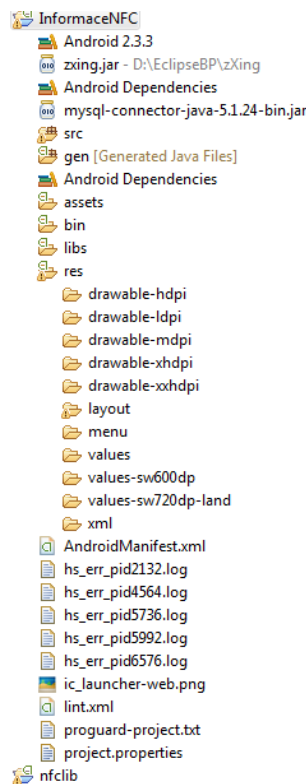 InformaceNFC
Android 2.3.3
zxing.jar - D:\EclipseBP\zXing
Android Dependencies
mysql-connector-java-5.1.24-bin.jar
src
gen [Generated Java Files]
Android Dependencies
assets
bin
libs
res
drawable-hdpi
drawable-ldpi
drawable-mdpi
drawable-xhdpi
drawable-xxhdpi
layout
menu
values
values-sw600dp
values-sw720dp-land
xml
AndroidManifest.xml
hs_err_pid2132.log
hs_err_pid4564.log
hs_err_pid5736.log
hs_err_pid5992.log
hs_err_pid6576.log
ic_launcher-web.png
lint.xml
proguard-project.txt
project.properties
nfclib